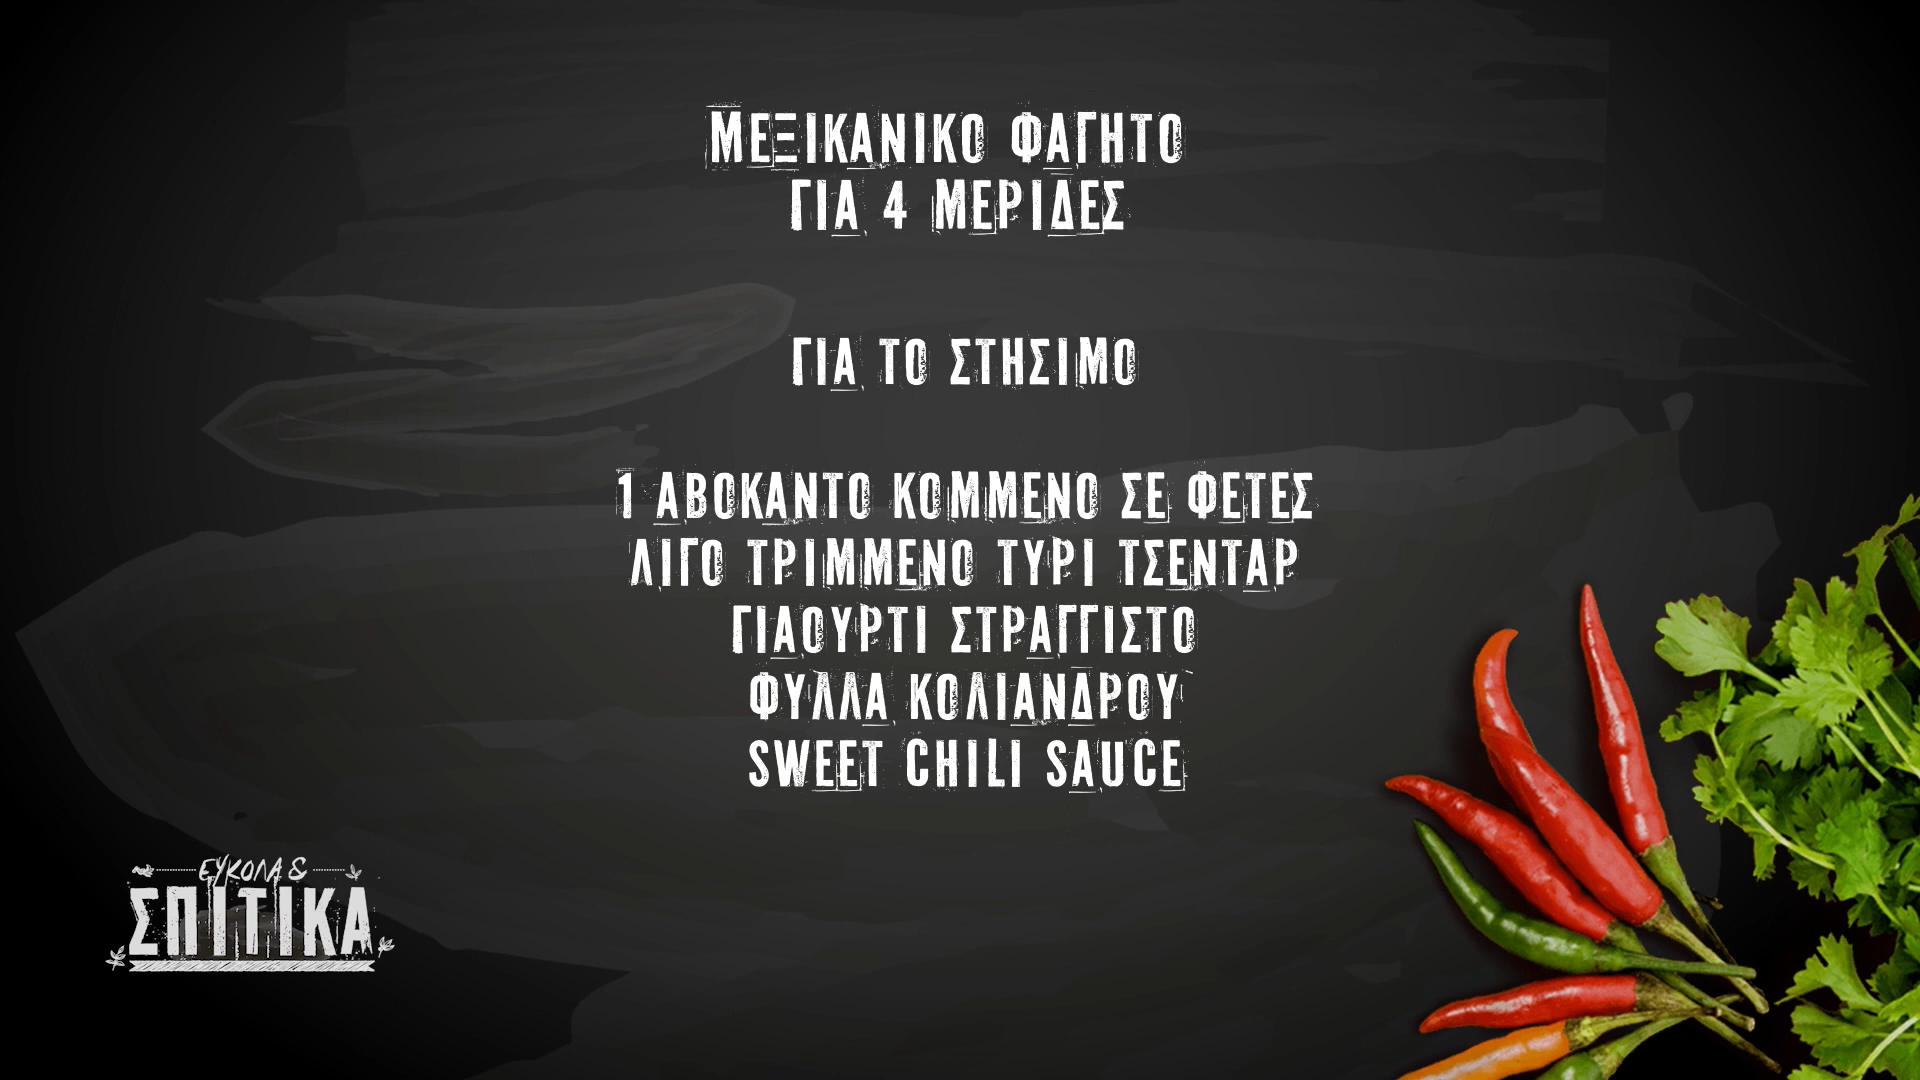 ΜΕΞΙΚΑΝΙΚΟ ΦΑΓΗΤΟ
ΓΙΑ 4 ΜΕΡΙΔΕΣ
ΓΙΑ ΤΟ ΣΤΗΣΙΜΟ
1 ΑΒΟΚΑΝΤΟ ΚΟΜΜΕΝΟ ΣΕ ΦΕΤΕΣ
ΛΙΓΟ ΤΡΙΜΜΕΝΟ ΤΥΡΙ ΤΣΕΝΤΑΡ
ΓΙΑΟΥΡΤΙ ΣΤΡΑΓΓΙΣΤΟ
ΦΥΛΛΑ ΚΟΛΙΑΝΔΡΟΥ
SWEET CHILI SAUCE
ΕΥΚΟΛΑ &
ΣΠΙΤΙΚΑ